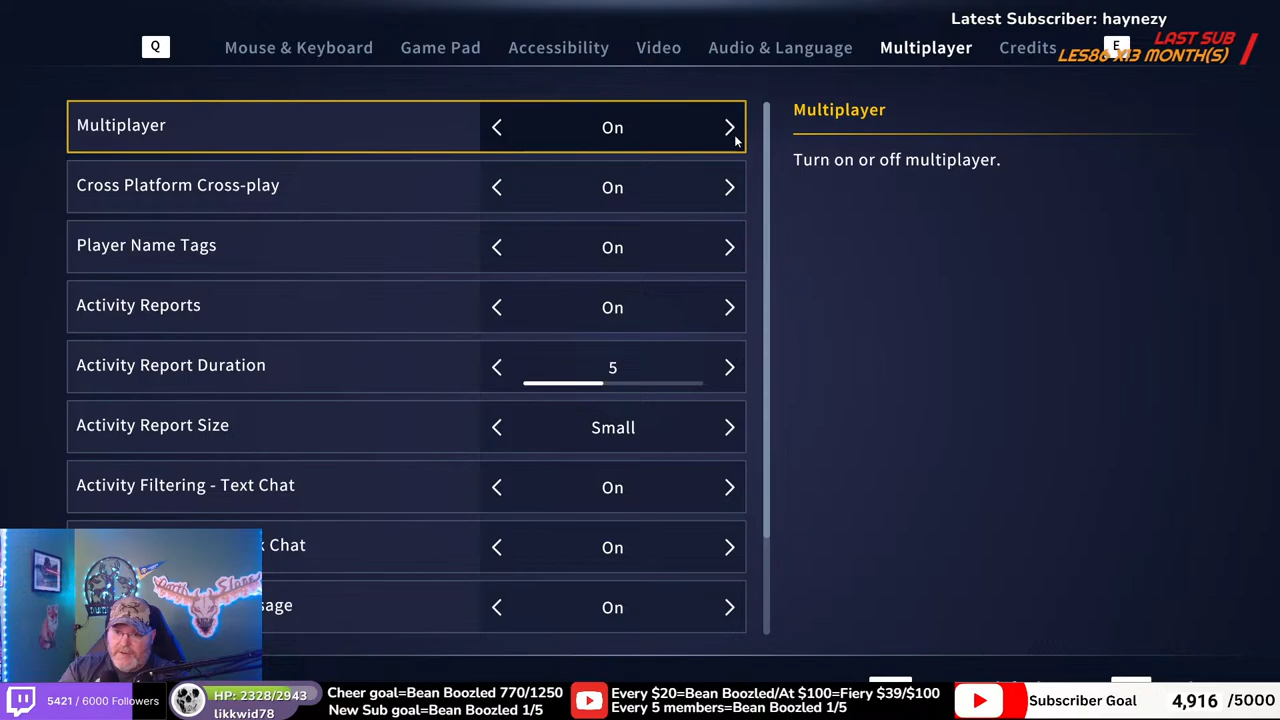 Latest Subscriber: haynezy
Q
Mouse & Keyboard
Game Pad
Accessibility
Video
Audio & Language
Multiplayer
Credits
E
LAST SUB
LES86 X13 MONTH(S)
Multiplayer
On
Multiplayer
Turn on or off multiplayer.
Cross Platform Cross-play
On
Player Name Tags
On
Activity Reports
On
Activity Report Duration
5
Activity Report Size
Small
Activity Filtering - Text Chat
On
Chat
On
On
5421 / 6000 Followers
HP: 2328/2943
likkwid78
Cheer goal=Bean Boozled 770/1250
New Sub goal=Bean Boozled 1/5
Every $20=Bean Boozled/At $100=Fiery $39/$100
Every 5 members=Bean Boozled 1/5
Subscriber Goal
4,916 /5000